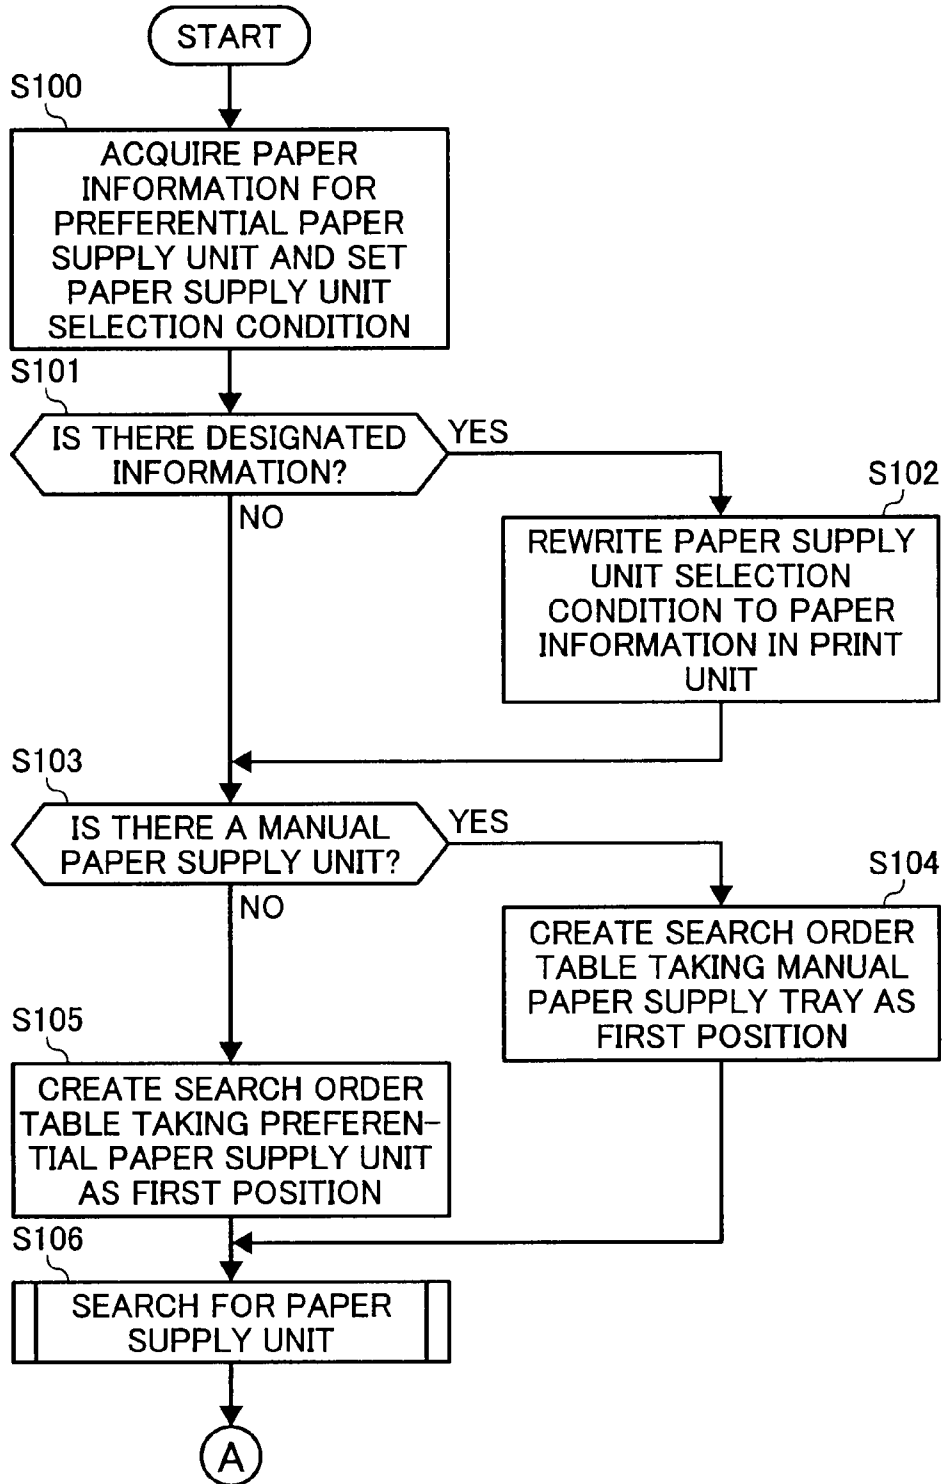 START
S100
ACQUIRE PAPER
INFORMATION FOR
PREFERENTIAL PAPER
SUPPLY UNIT AND SET
PAPER SUPPLY UNIT
SELECTION CONDITION
S101
IS THERE DESIGNATED
INFORMATION?
YES
NO
S102
REWRITE PAPER SUPPLY
UNIT SELECTION
CONDITION TO PAPER
INFORMATION IN PRINT
UNIT
S103
IS THERE A MANUAL
PAPER SUPPLY UNIT?
YES
NO
S104
CREATE SEARCH ORDER
TABLE TAKING MANUAL
PAPER SUPPLY TRAY AS
FIRST POSITION
S105
CREATE SEARCH ORDER
TABLE TAKING PREFEREN-
TIAL PAPER SUPPLY UNIT
AS FIRST POSITION
S106
SEARCH FOR PAPER
SUPPLY UNIT
A